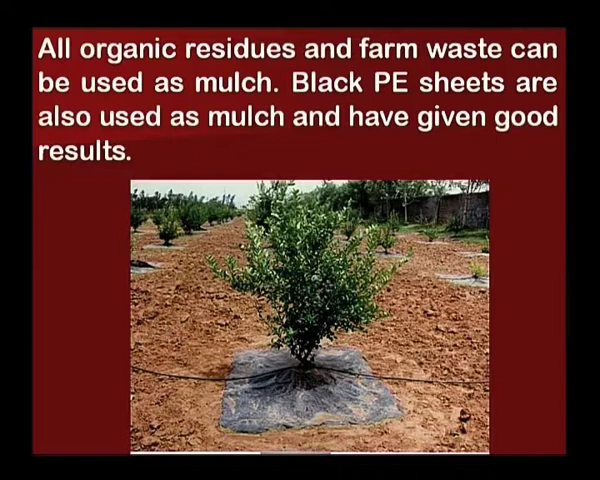 All organic residues and farm waste can
be used as mulch. Black PE sheets are
also used as mulch and have given good
results.